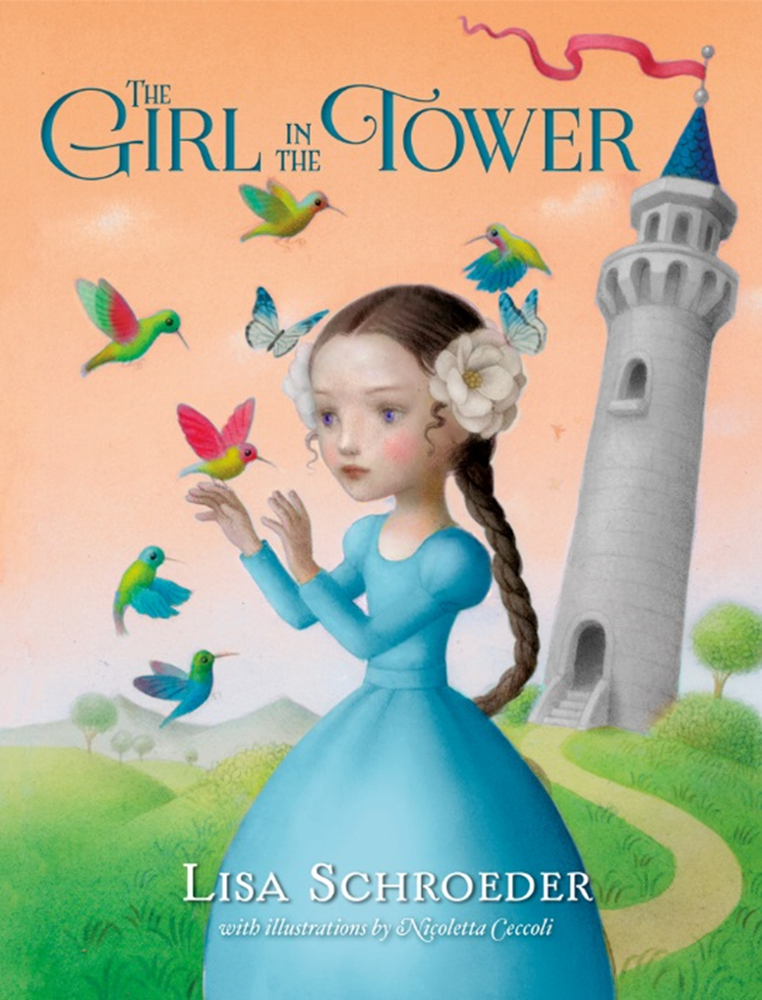 THE
GIRL IN THE TOWER
LISA SCHROEDER
with illustrations by Nicoletta Ceccoli